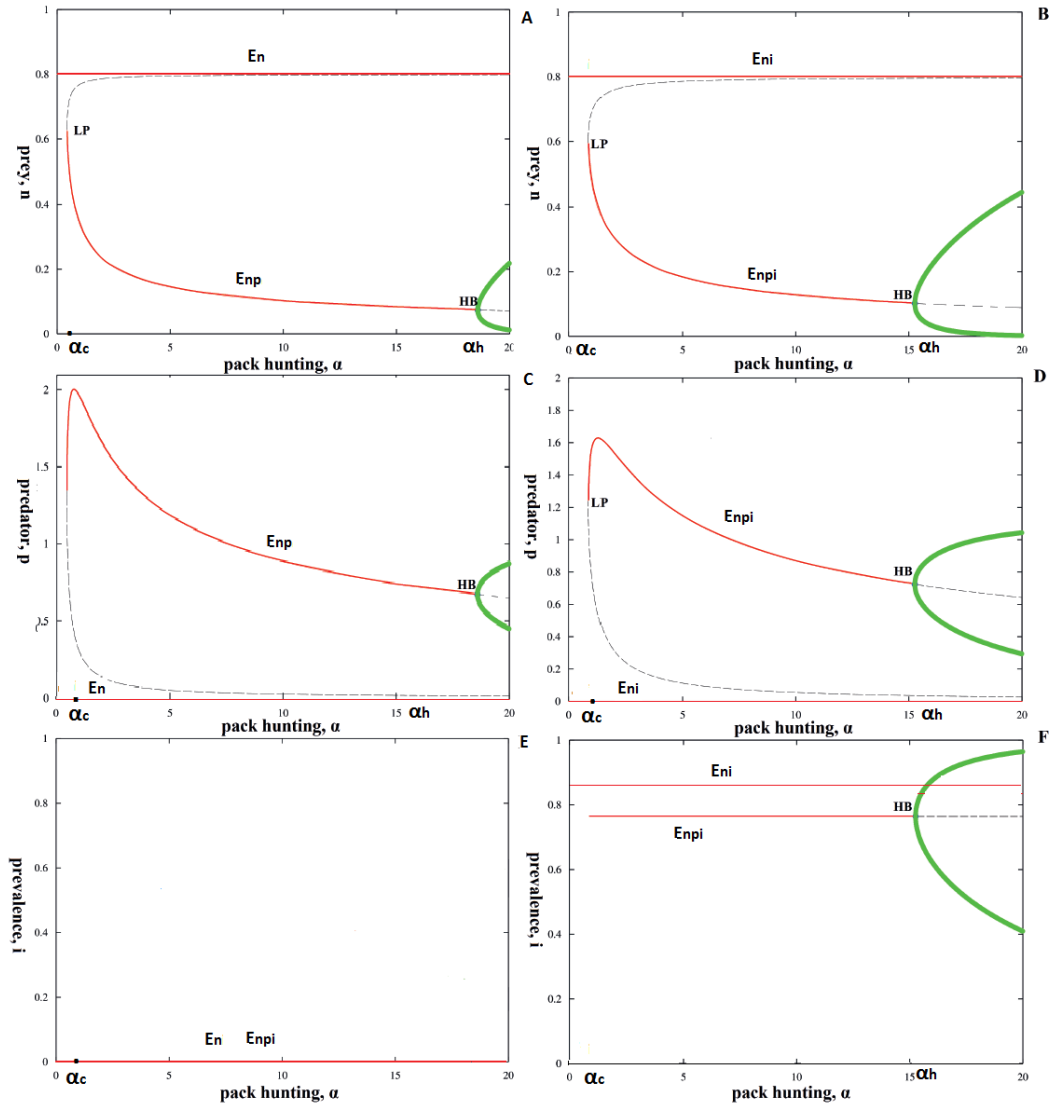 A
1
En
0.8
LP
0.6
prey, n
0.4
Enp
0.2
HB
0
αc
αh
0
5
10
15
20
pack hunting, α
B
1
Eni
0.8
LP
0.6
prey, n
0.4
Enpi
0.2
HB
0
αc
αh
0
5
10
15
20
pack hunting, α
C
2
1.5
predator, p
1
Enp
HB
En
0
αc
αh
0
5
10
15
20
pack hunting, α
D
2
1.8
1.6
1.4
1.2
LP
Enpi
predator, p
1
0.8
HB
0.6
0.4
0.2
Eni
0
αc
αh
0
5
10
15
20
pack hunting, α
E
1
0.8
0.6
prevalence, i
0.4
0.2
En Enpi
0
αc
0
5
10
15
20
pack hunting, α
F
1
Eni
0.8
HB
Enpi
0.6
prevalence, i
0.4
0.2
0
αc
αh
0
5
10
15
20
pack hunting, α